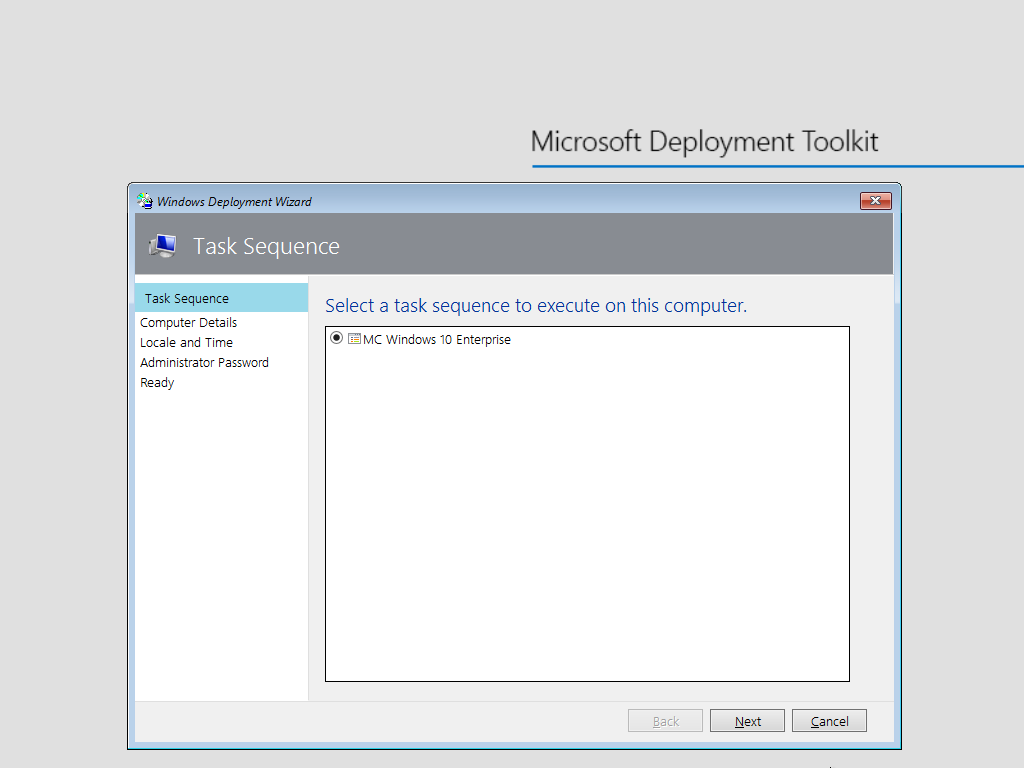 Microsoft Deployment Toolkit
Windows Deployment Wizard
Task Sequence
Task Sequence
Computer Details
Locale and Time
Administrator Password
Ready
Select a task sequence to execute on this computer.
MC Windows 10 Enterprise
Back Next Cancel